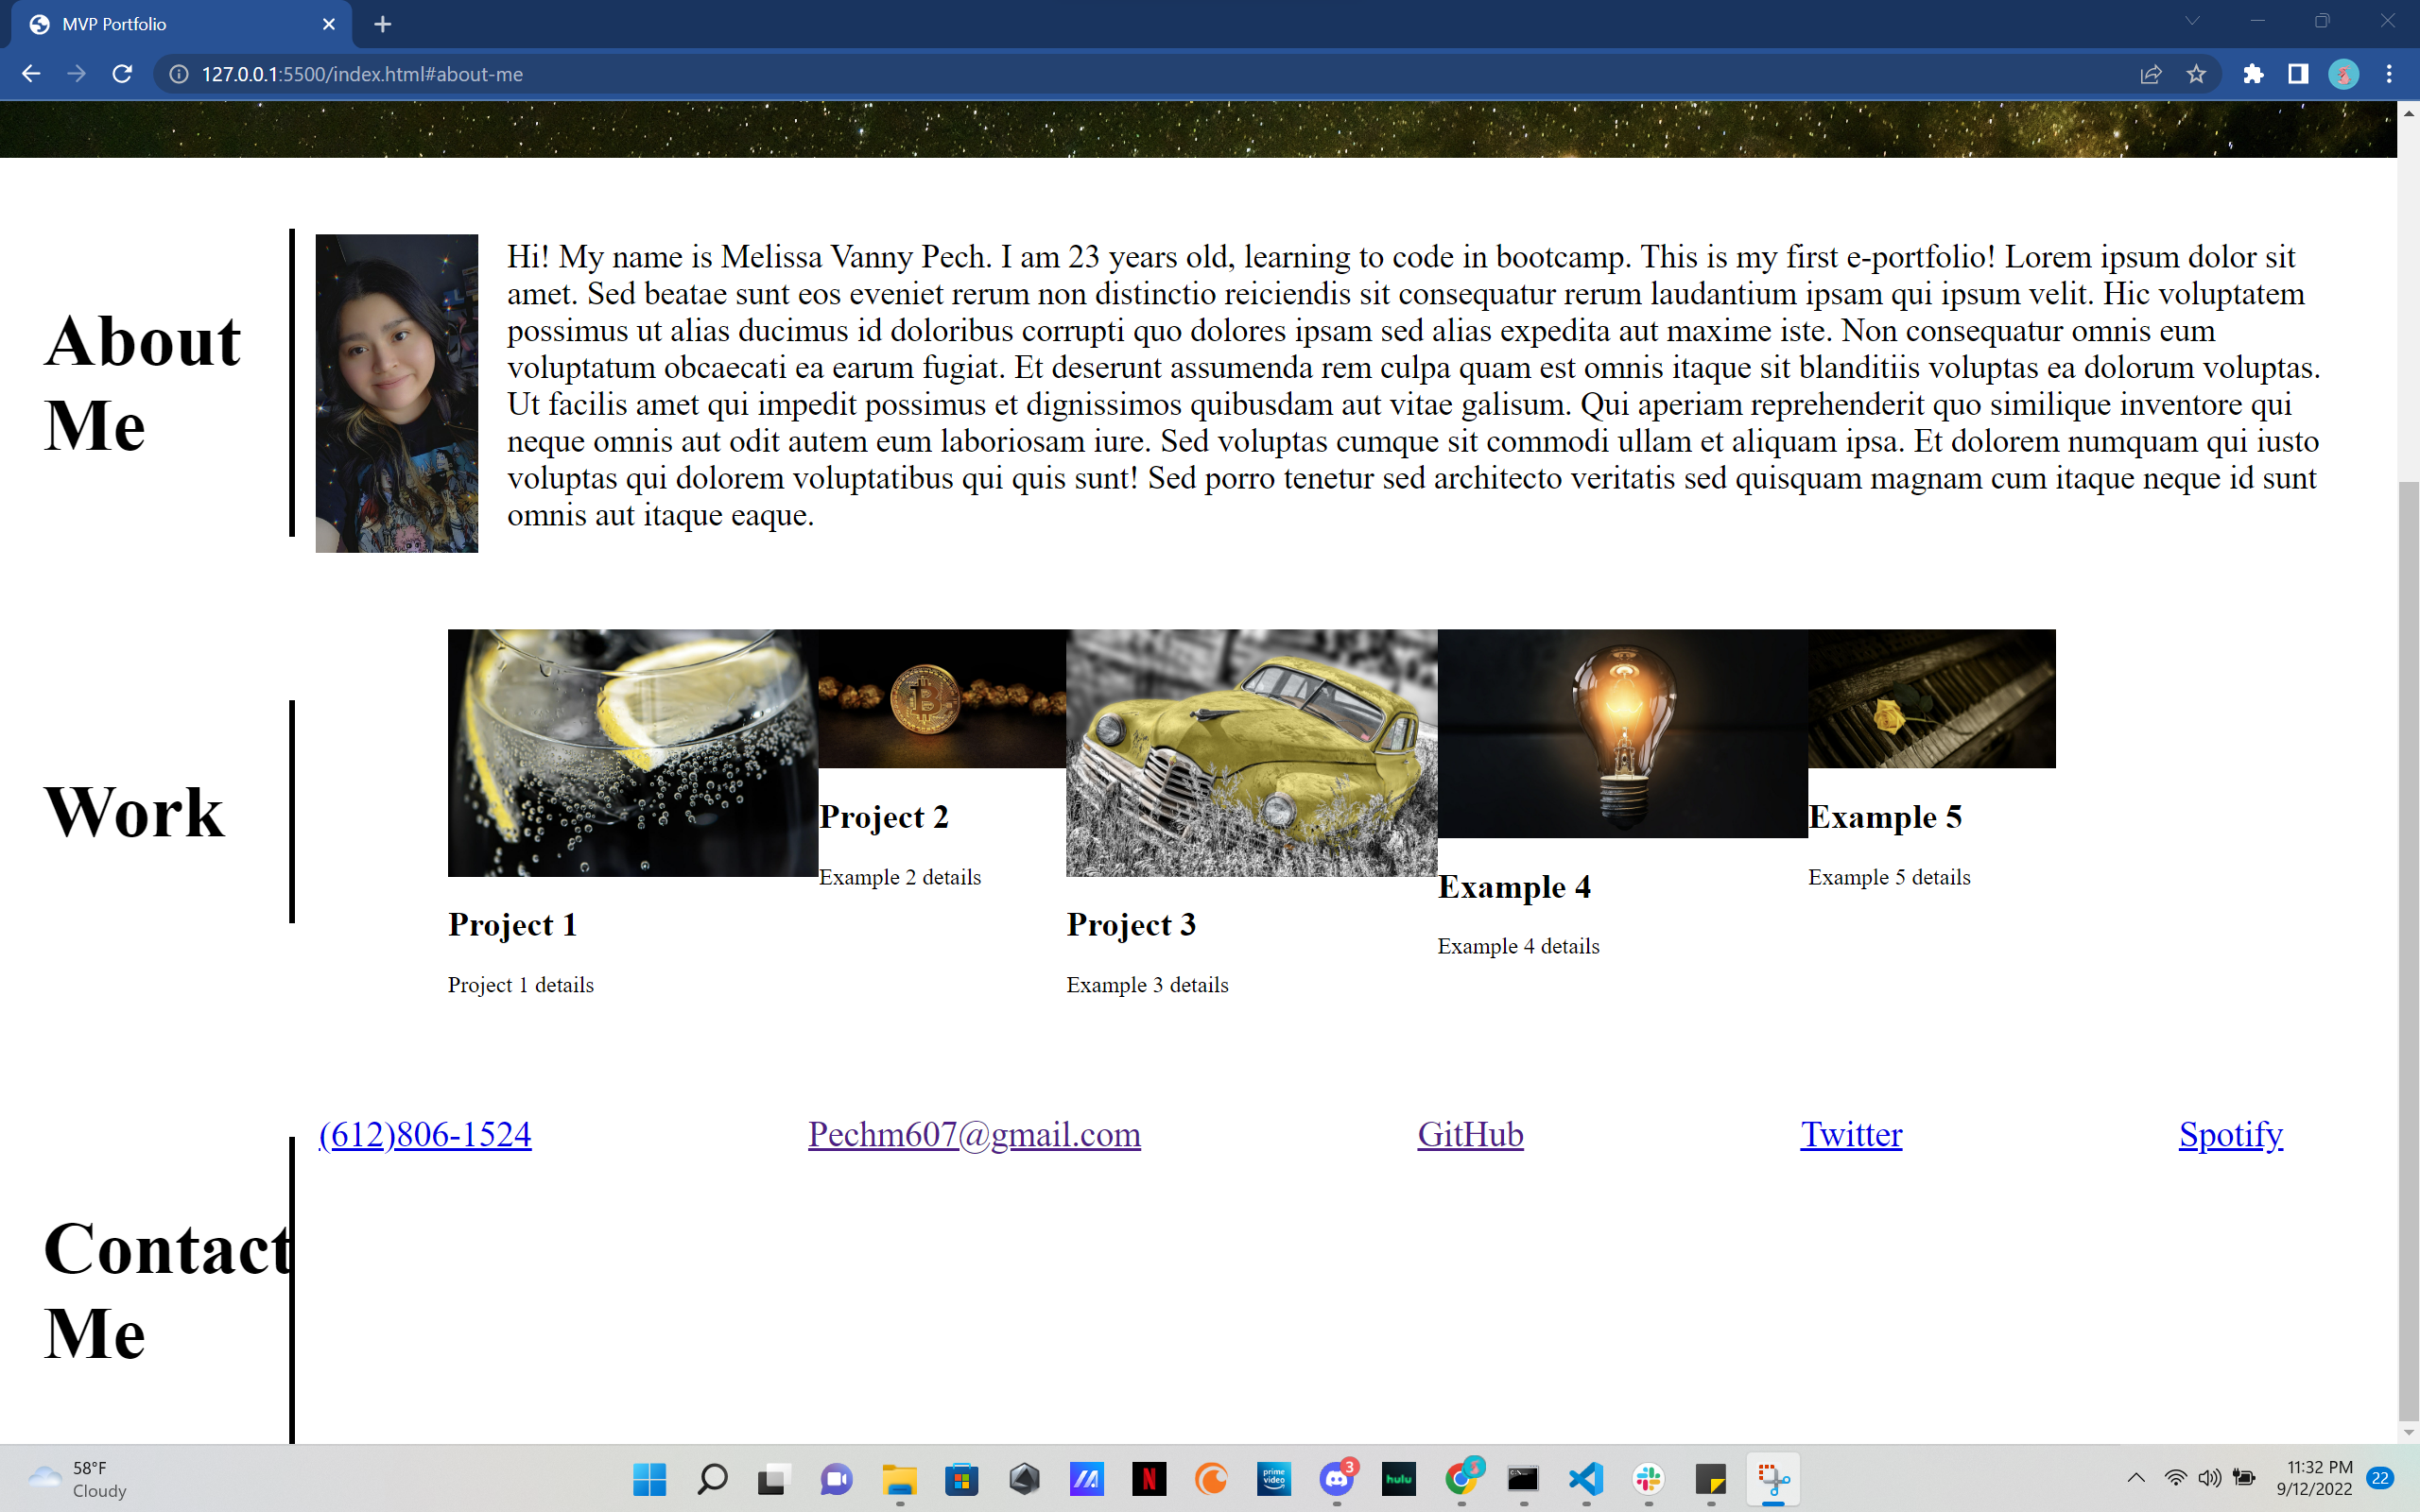 MVP Portfolio
127.0.0.1:5500/index.html#about-me
About
Me
Hi! My name is Melissa Vanny Pech. I am 23 years old, learning to code in bootcamp. This is my first e-portfolio! Lorem ipsum dolor sit
amet. Sed beatae sunt eos eveniet rerum non distinctio reiciendis sit consequatur rerum laudantium ipsam qui ipsum velit. Hic voluptatem
possimus ut alias ducimus id doloribus corrupti quo dolores ipsam sed alias expedita aut maxime iste. Non consequatur omnis eum
voluptatum obcaecati ea earum fugiat. Et deserunt assumenda rem culpa quam est omnis itaque sit blanditiis voluptas ea dolorum voluptas.
Ut facilis amet qui impedit possimus et dignissimos quibusdam aut vitae galisum. Qui aperiam reprehenderit quo similique inventore qui
neque omnis aut odit autem eum laboriosam iure. Sed voluptas cumque sit commodi ullam et aliquam ipsa. Et dolorem numquam qui iusto
voluptas qui dolorem voluptatibus qui quis sunt! Sed porro tenetur sed architecto veritatis sed quisquam magnam cum itaque neque id sunt
omnis aut itaque eaque.
Work
Project 1
Project 1 details
Project 2
Example 2 details
Project 3
Example 3 details
Example 4
Example 4 details
Example 5
Example 5 details
Contact
Me
(612)806-1524
Pechm607@gmail.com
GitHub
Twitter
Spotify
58°F
Cloudy
N
prime
video
3
hulu
11:32 PM
9/12/2022
22